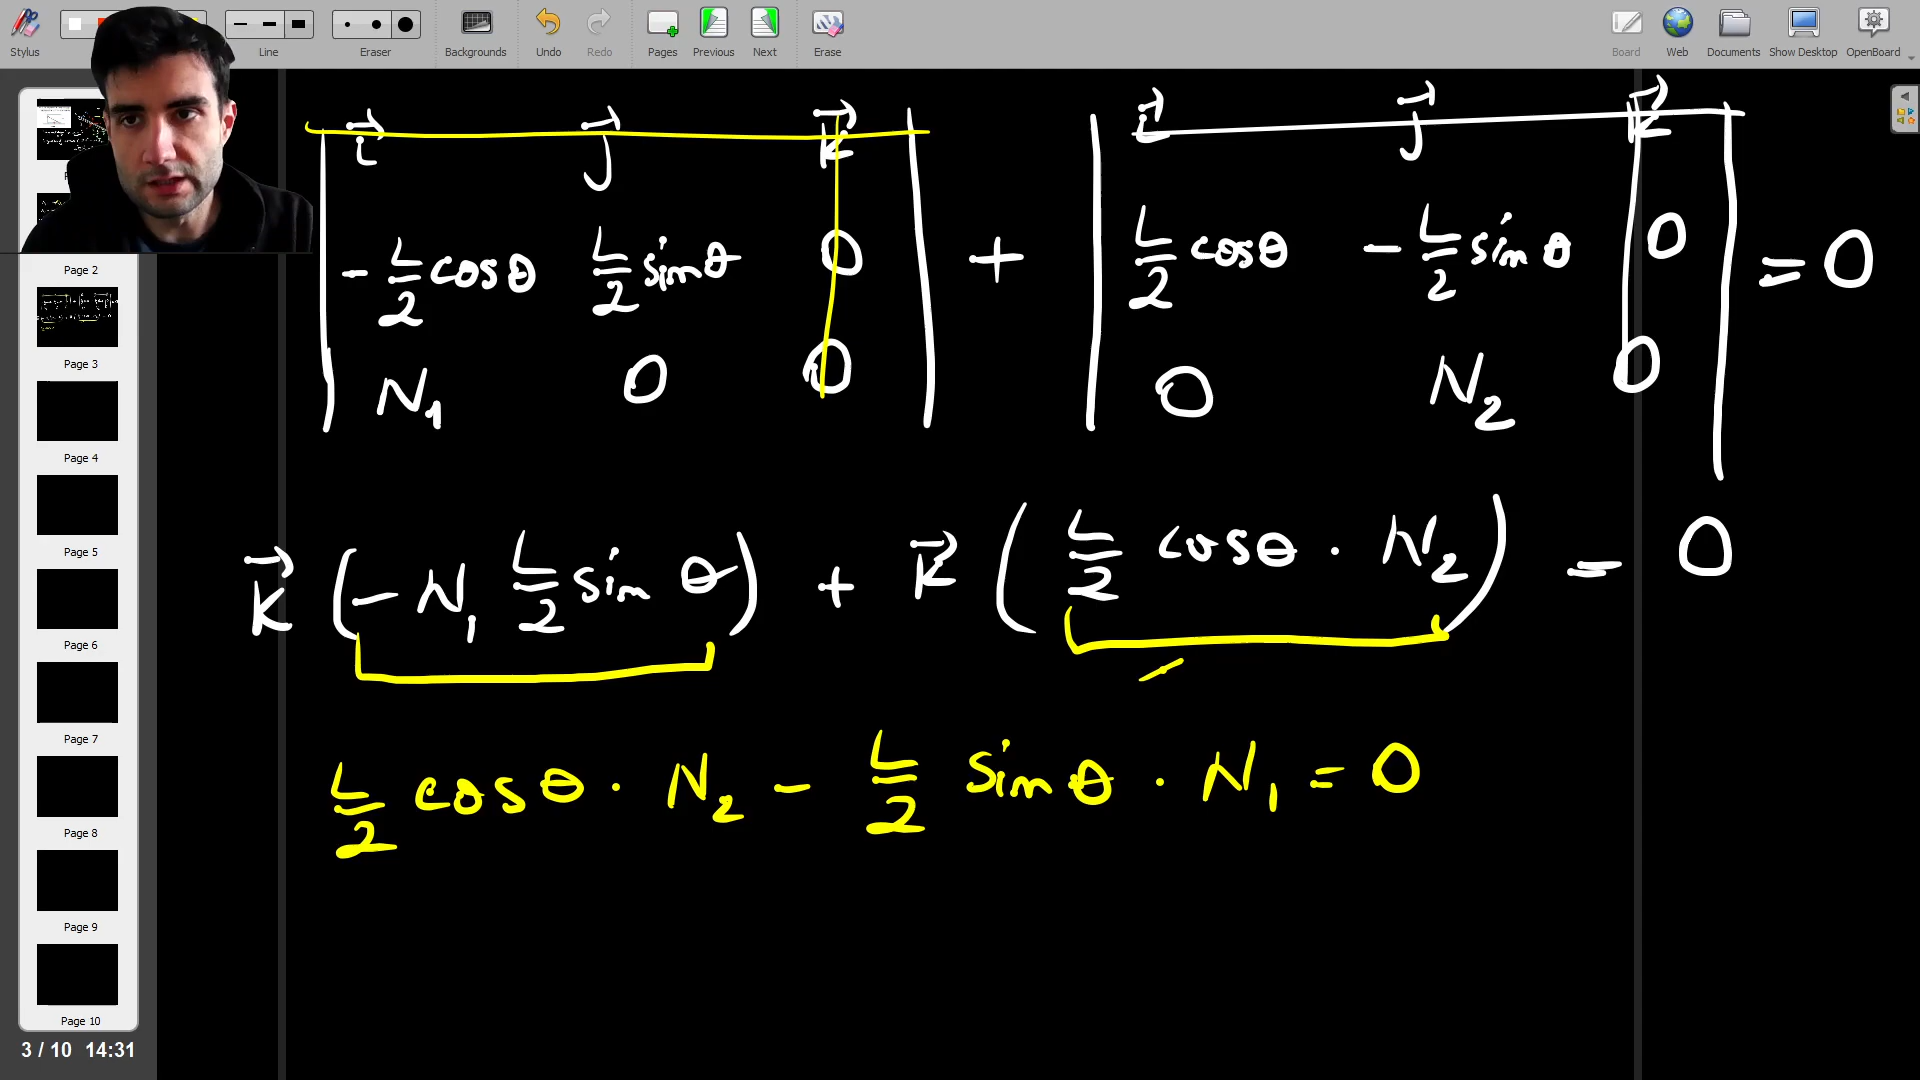 Stylus Line Eraser Backgrounds Undo Redo Pages Previous Next Erase Board Web Documents Show Desktop OpenBoard
i⃗ j⃗ k⃗ i⃗ j⃗ k⃗
-L/2 cosθ L/2 sinθ 0 + L/2 cosθ -L/2 sinθ 0 = 0
N₁ 0 0 0 N₂ 0
k⃗ (-N₁ L/2 sin θ) + k⃗ (L/2 cosθ · N₂) = 0
L/2 cosθ · N₂ - L/2 sinθ · N₁ = 0
Page 2
Page 3
Page 4
Page 5
Page 6
Page 7
Page 8
Page 9
Page 10
3 / 10 14:31